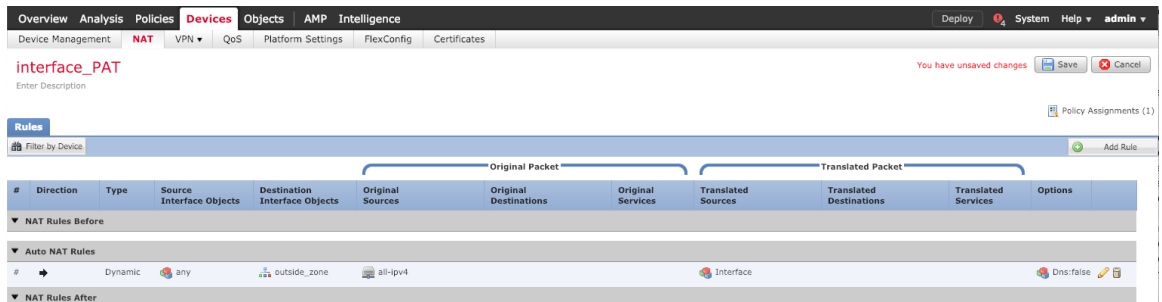 Overview Analysis Policies Devices Objects AMP Intelligence Deploy 4 System Help admin
Device Management NAT VPN QoS Platform Settings FlexConfig Certificates
interface_PAT You have unsaved changes Save Cancel
Enter Description
Policy Assignments (1)
Rules
Filter by Device Add Rule
Original Packet Translated Packet
# Direction Type Source Interface Objects Destination Interface Objects Original Sources Original Destinations Original Services Translated Sources Translated Destinations Translated Services Options
NAT Rules Before
Auto NAT Rules
# Dynamic any outside_zone all-ipv4 Interface Dns:false
NAT Rules After